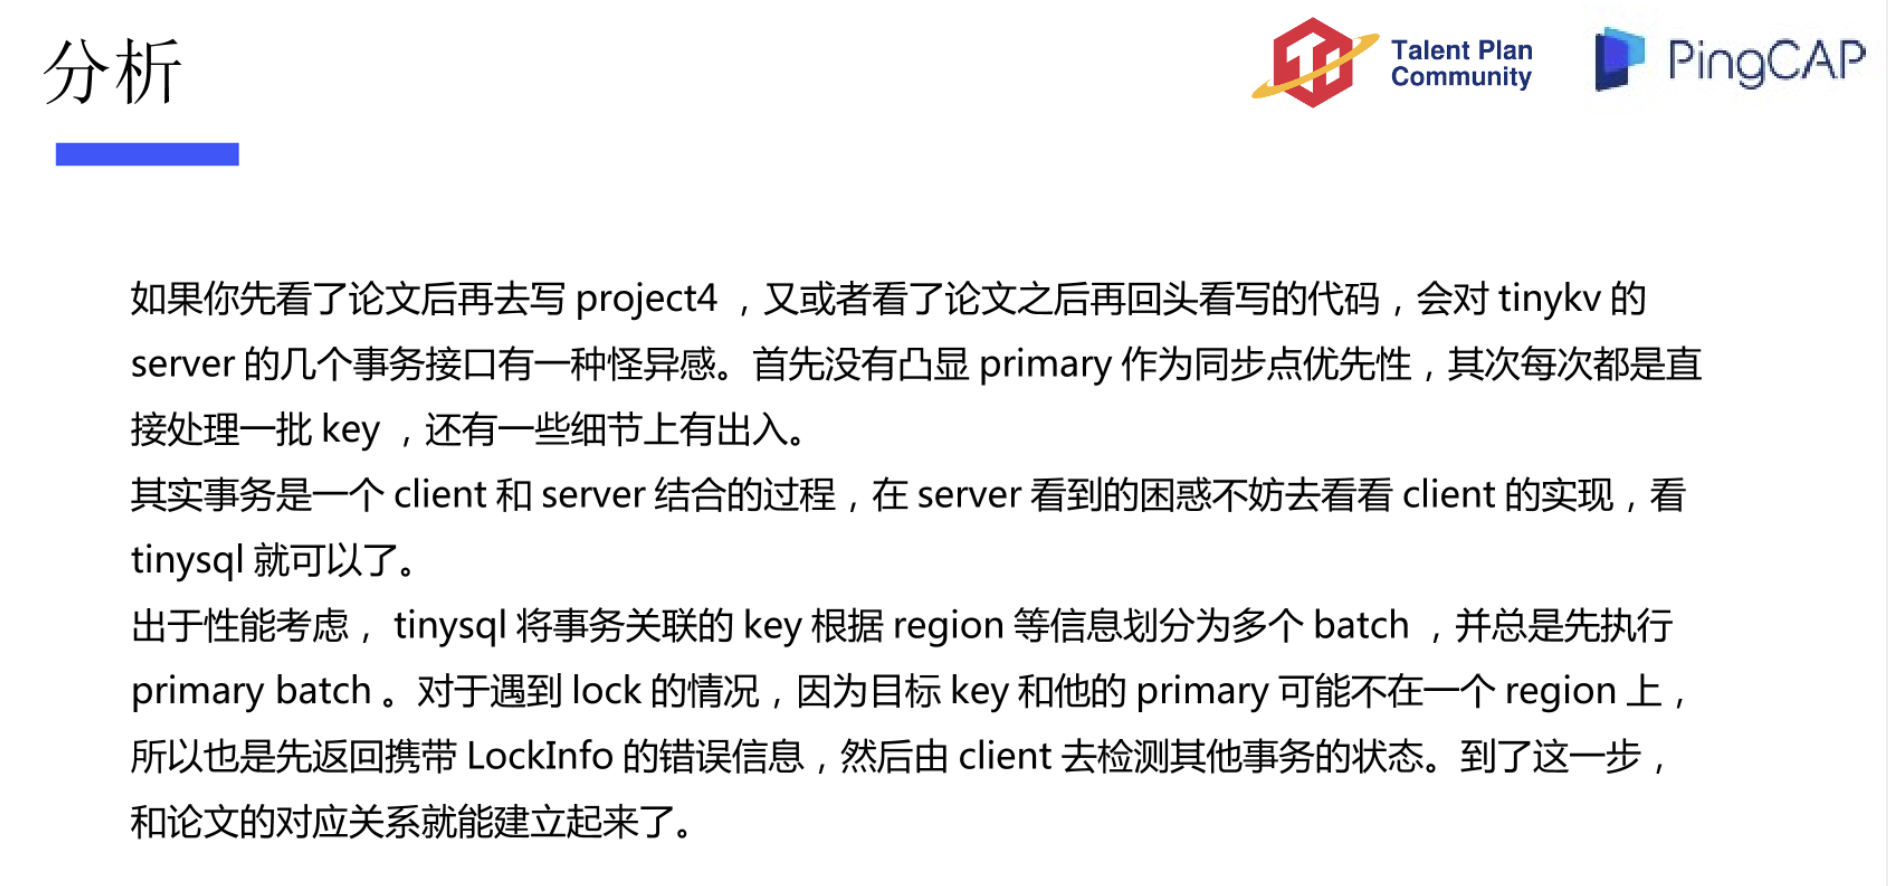 分析
Talent Plan
Community
PingCAP
如果你先看了论文后再去写 project4 ，又或者看了论文之后再回头看写的代码，会对 tinykv 的
server 的几个事务接口有一种怪异感。首先没有凸显 primary 作为同步点优先性，其次每次都是直
接处理一批 key ，还有一些细节上有出入。
其实事务是一个 client 和 server 结合的过程，在 server 看到的困惑不妨去看看 client 的实现，看
tinysql 就可以了。
出于性能考虑， tinysql 将事务关联的 key 根据 region 等信息划分为多个 batch ，并总是先执行
primary batch 。对于遇到 lock 的情况，因为目标 key 和他的 primary 可能不在一个 region 上，
所以也是先返回携带 LockInfo 的错误信息，然后由 client 去检测其他事务的状态。到了这一步，
和论文的对应关系就能建立起来了。